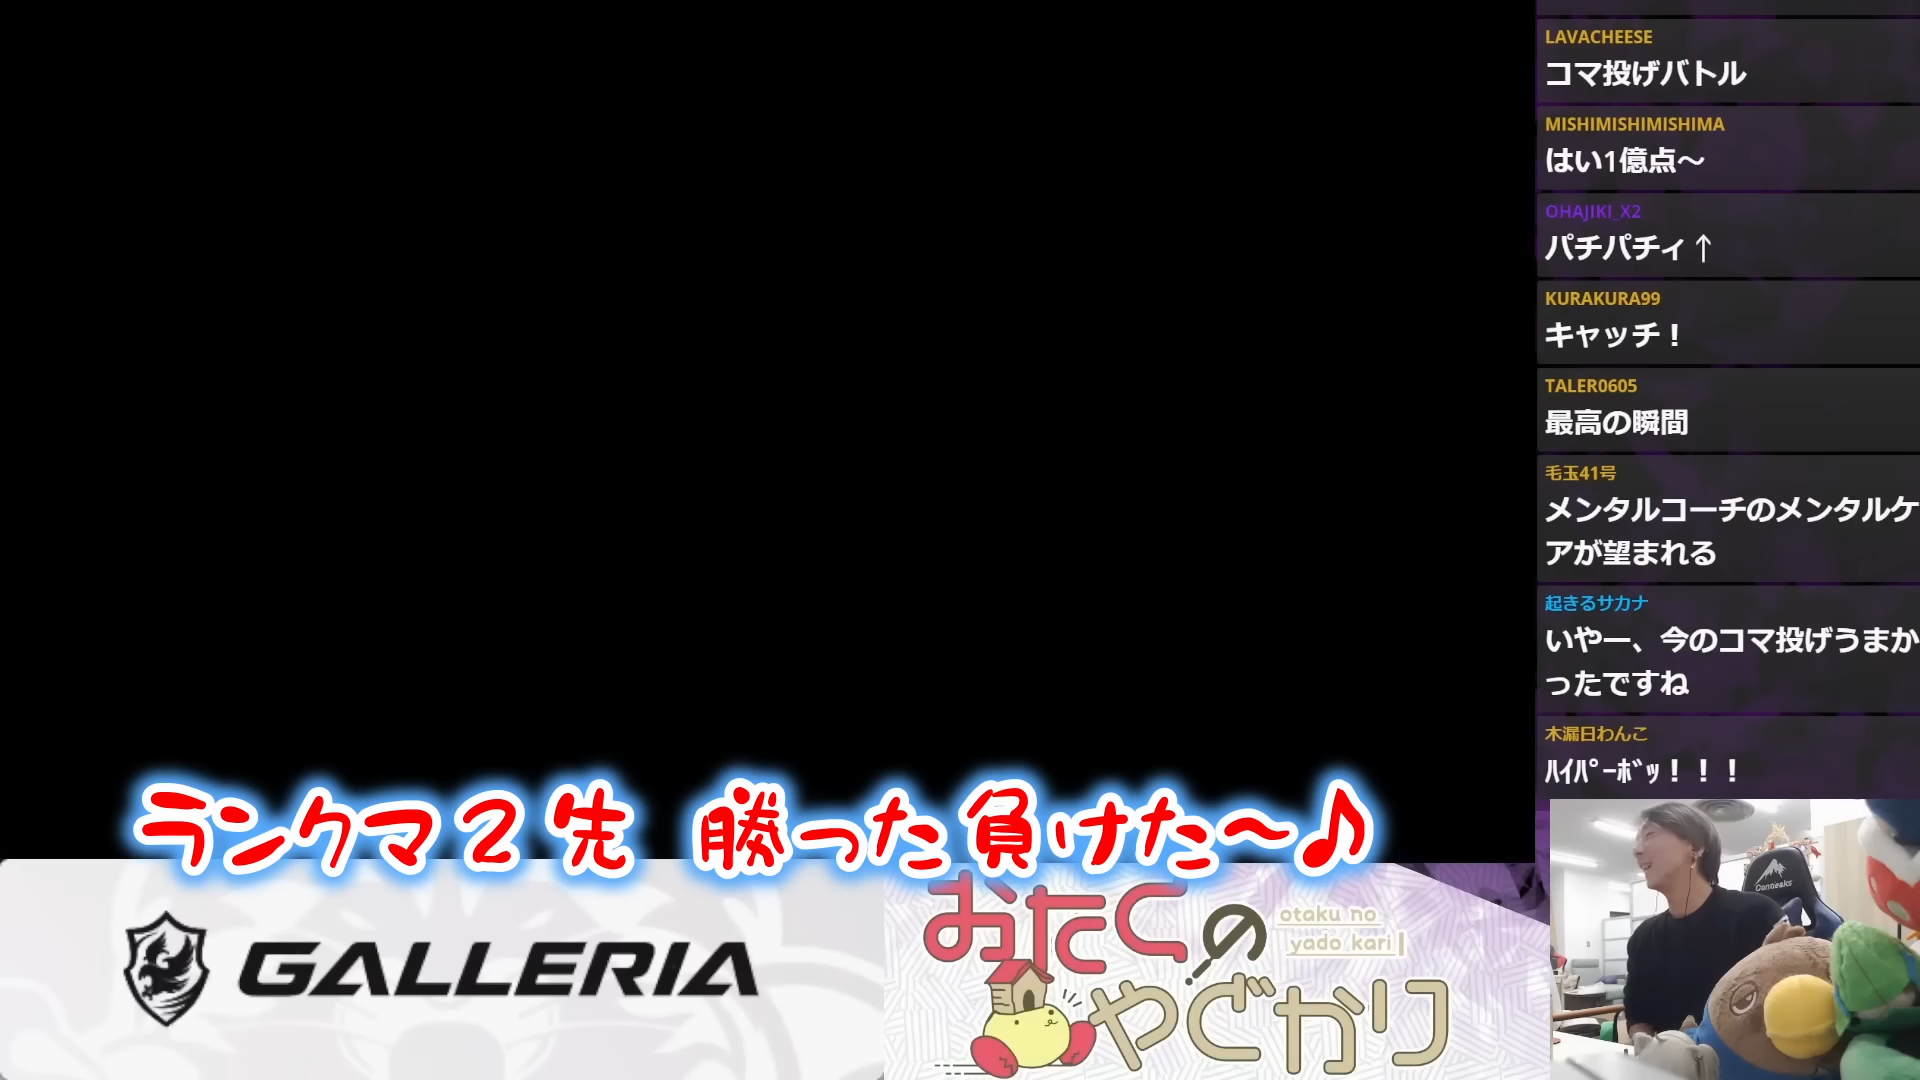 LAVACHEESE
コマ投げバトル
MISHIMISHIMISHIMA
はい1億点～
OHAJIKI_X2
パチパチィ↑
KURAKURA99
キャッチ！
TALER0605
最高の瞬間
毛玉41号
メンタルコーチのメンタルケ
アが望まれる
起きるサカナ
いやー、今のコマ投げうまか
ったですね
木漏日わんこ
ﾊｲﾊﾟｰﾎﾞｯ！！！
ランクマ２先 勝った負けた～♪
GALLERIA
おたくの
otaku no
yado kari
やどかり
Gonteaks